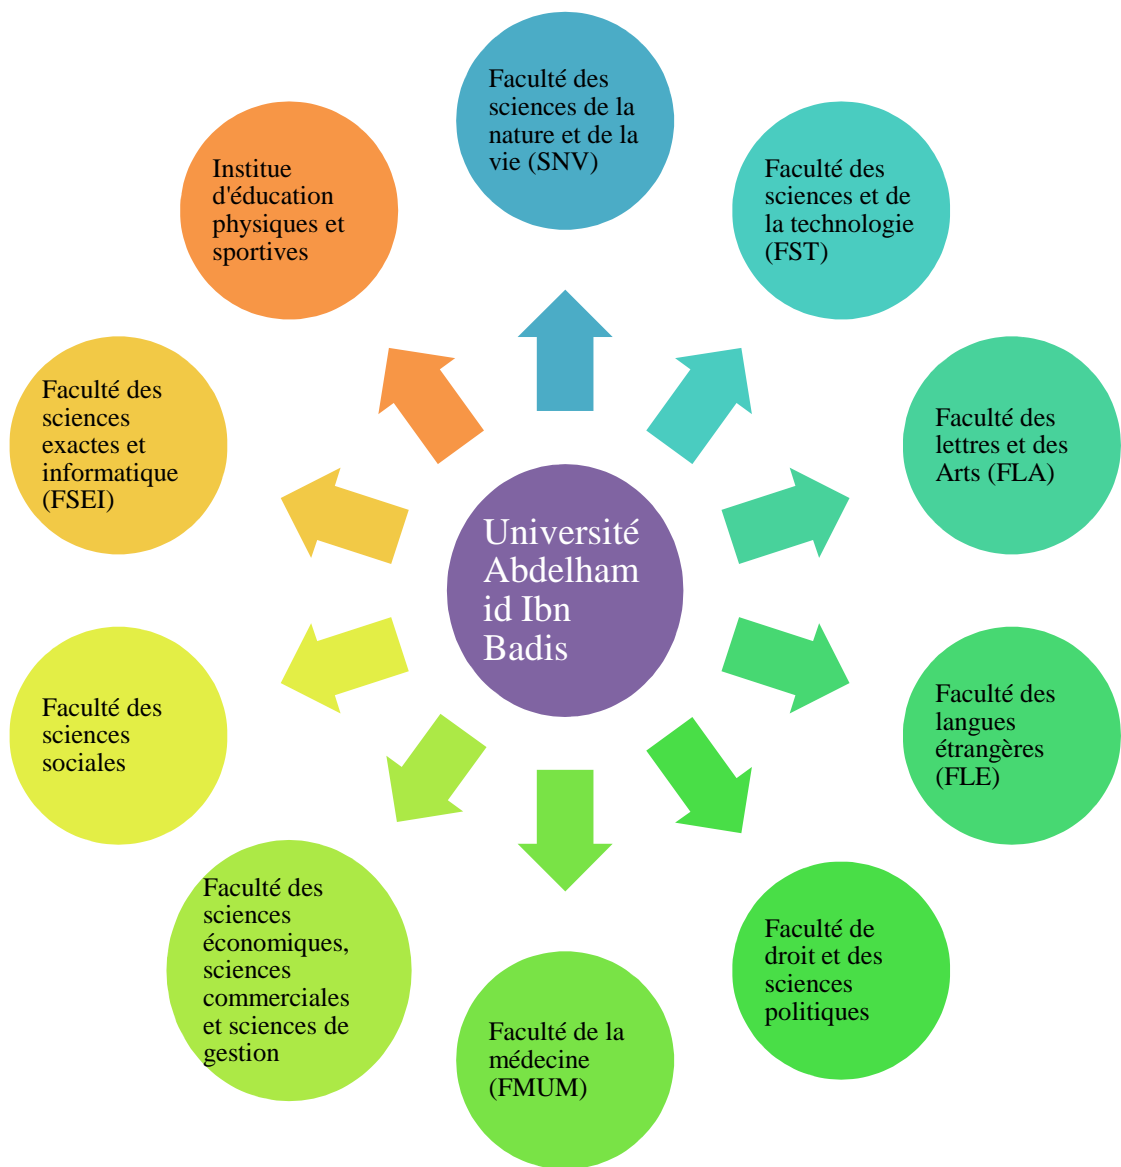 Faculté des
sciences de la
nature et de la
vie (SNV)
Faculté des
sciences et de
la technologie
(FST)
Faculté des
lettres et des
Arts (FLA)
Faculté des
langues
étrangères
(FLE)
Faculté de
droit et des
sciences
politiques
Faculté de la
médecine
(FMUM)
Faculté des
sciences
économiques,
sciences
commerciales
et sciences de
gestion
Faculté des
sciences
sociales
Faculté des
sciences
exactes et
informatique
(FSEI)
Institue
d'éducation
physiques et
sportives
Université
Abdelham
id Ibn
Badis